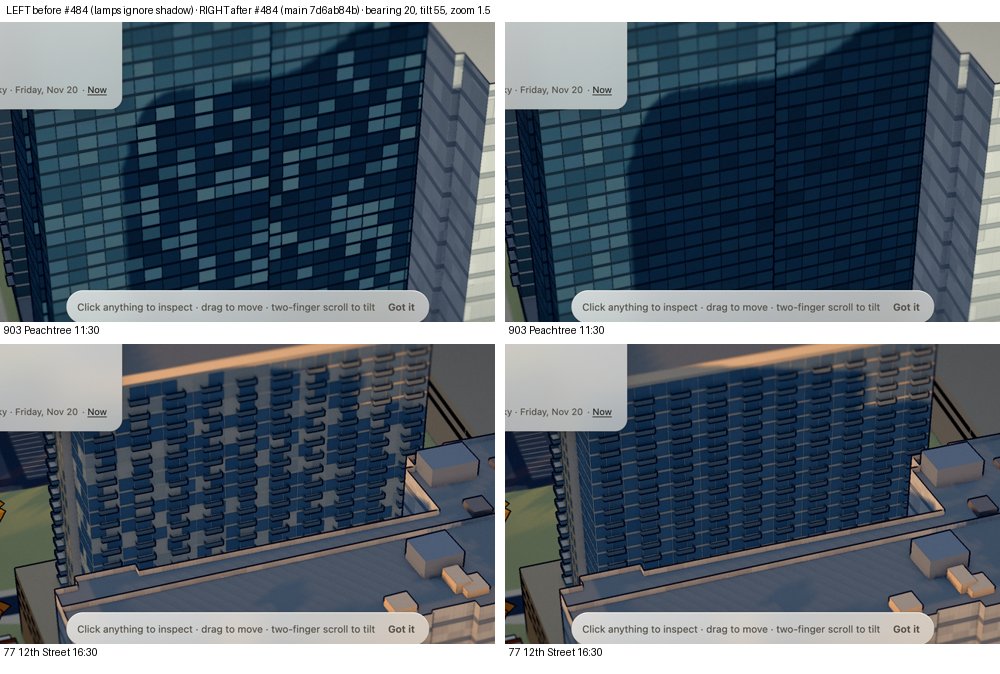 LEFT before #484 (lamps ignore shadow) · RIGHT after #484 (main 7d6ab84b) · bearing 20, tilt 55, zoom 1.5
ky · Friday, Nov 20 · Now
ky · Friday, Nov 20 · Now
Click anything to inspect · drag to move · two-finger scroll to tilt Got it
Click anything to inspect · drag to move · two-finger scroll to tilt Got it
903 Peachtree 11:30
903 Peachtree 11:30
ky · Friday, Nov 20 · Now
ky · Friday, Nov 20 · Now
Click anything to inspect · drag to move · two-finger scroll to tilt Got it
Click anything to inspect · drag to move · two-finger scroll to tilt Got it
77 12th Street 16:30
77 12th Street 16:30